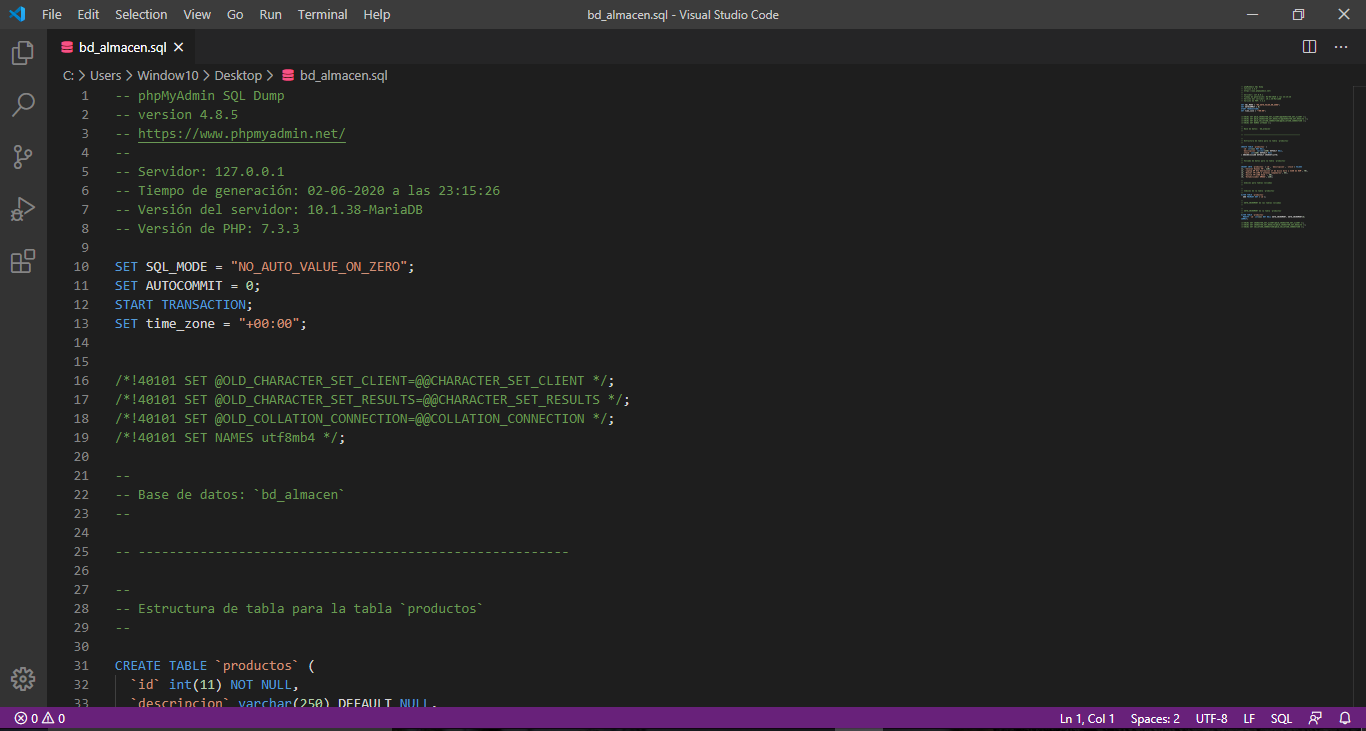 File Edit Selection View Go Run Terminal Help
bd_almacen.sql - Visual Studio Code
bd_almacen.sql
C: > Users > Window10 > Desktop > bd_almacen.sql
1 -- phpMyAdmin SQL Dump
2 -- version 4.8.5
3 -- https://www.phpmyadmin.net/
4 --
5 -- Servidor: 127.0.0.1
6 -- Tiempo de generación: 02-06-2020 a las 23:15:26
7 -- Versión del servidor: 10.1.38-MariaDB
8 -- Versión de PHP: 7.3.3
9
10 SET SQL_MODE = "NO_AUTO_VALUE_ON_ZERO";
11 SET AUTOCOMMIT = 0;
12 START TRANSACTION;
13 SET time_zone = "+00:00";
14
15
16 /*!40101 SET @OLD_CHARACTER_SET_CLIENT=@@CHARACTER_SET_CLIENT */;
17 /*!40101 SET @OLD_CHARACTER_SET_RESULTS=@@CHARACTER_SET_RESULTS */;
18 /*!40101 SET @OLD_COLLATION_CONNECTION=@@COLLATION_CONNECTION */;
19 /*!40101 SET NAMES utf8mb4 */;
20
21 --
22 -- Base de datos: `bd_almacen`
23 --
24
25 -- --------------------------------------------------------
26
27 --
28 -- Estructura de tabla para la tabla `productos`
29 --
30
31 CREATE TABLE `productos` (
32 `id` int(11) NOT NULL,
33 `descripcion` varchar(250) DEFAULT NULL,
0 0
Ln 1, Col 1 Spaces: 2 UTF-8 LF SQL